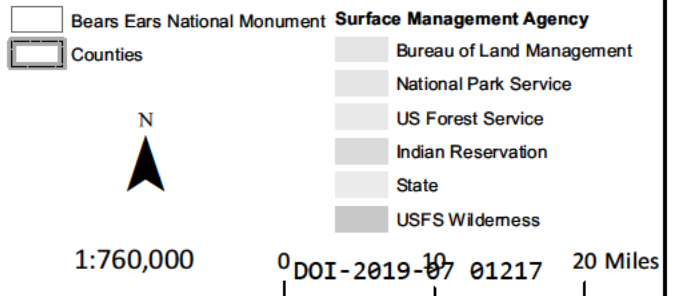 Bears Ears National Monument
Counties
Surface Management Agency
Bureau of Land Management
National Park Service
US Forest Service
Indian Reservation
State
USFS Wilderness
N
1:760,000
0 10 20 Miles
DOI-2019-07 01217